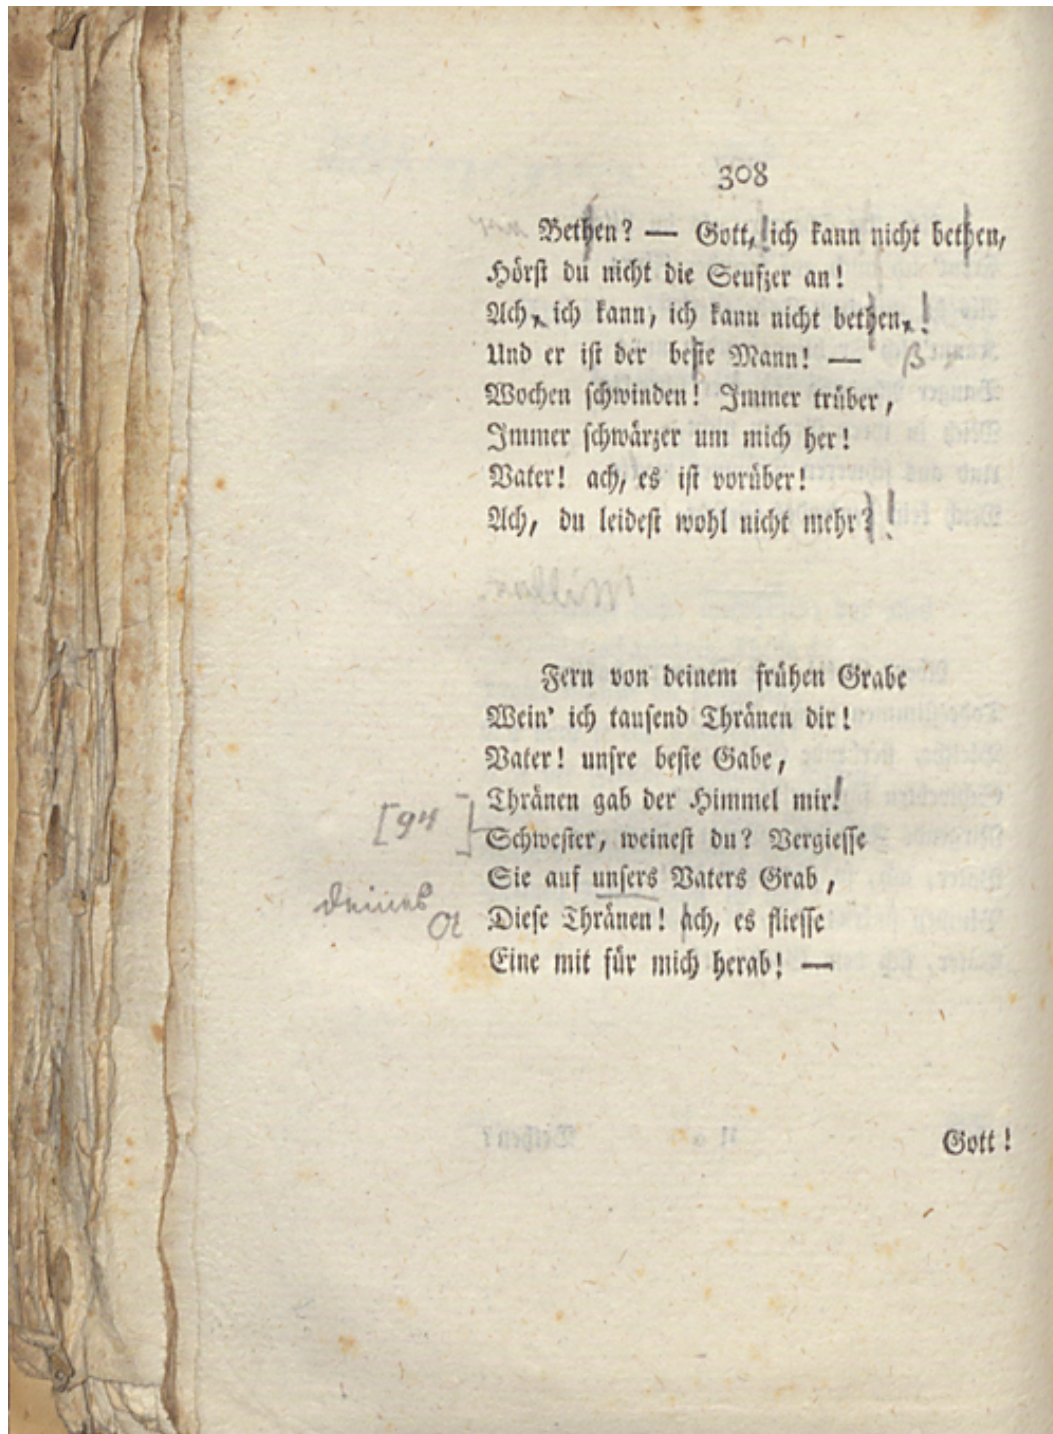 308
Bethen? — Gott, ! ich kann nicht bethen,
Hörst du nicht die Seufzer an!
Ach, ich kann, ich kann nicht bethen, !
Und er ist der beste Mann! — ß
Wochen schwinden! Immer trüber,
Immer schwärzer um mich her!
Vater! ach, es ist vorüber!
Ach, du leidest wohl nicht mehr? !
Fern von deinem frühen Grabe
Wein' ich tausend Thränen dir!
Vater! unsre beste Gabe,
Thränen gab der Himmel mir!
[94]
Schwester, weinest du? Vergiesse
Sie auf unsers Vaters Grab,
deines
Diese Thränen! ach, es fliesse
Eine mit für mich herab! —
Gott!